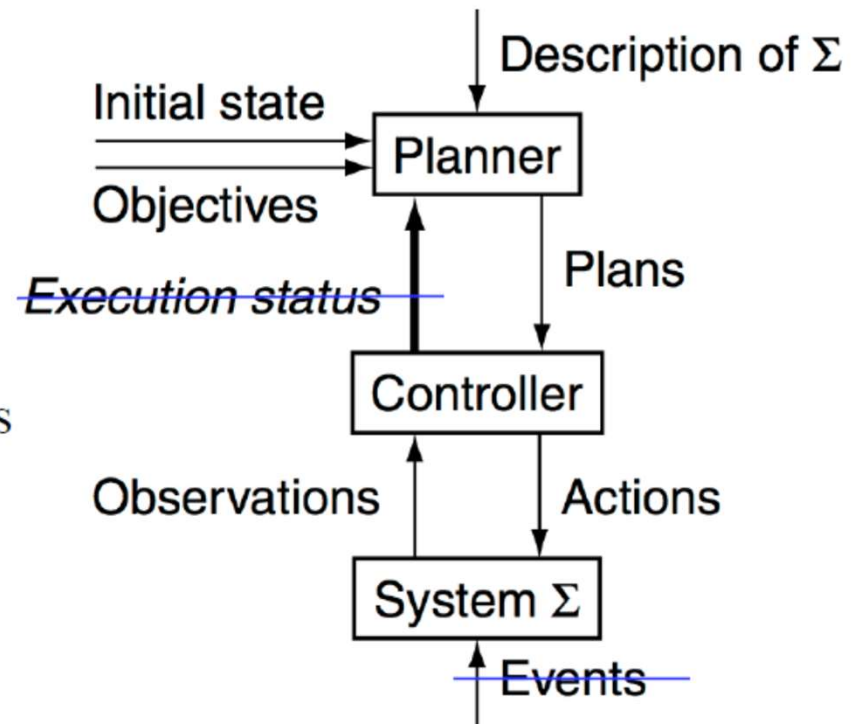 Description of Σ
Initial state
Planner
Objectives
Plans
Execution status
Controller
s
Observations
Actions
System Σ
Events